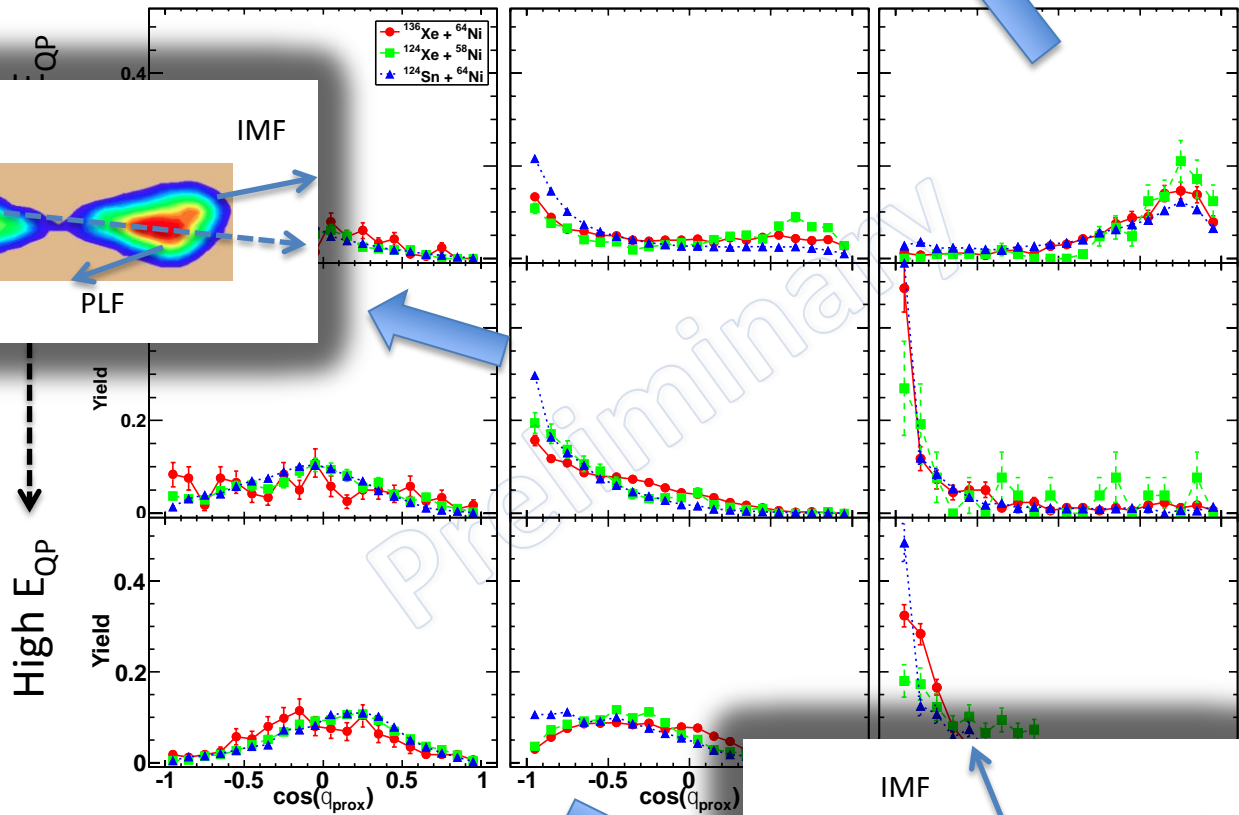 E_QP
0.4
¹³⁶Xe + ⁶⁴Ni
¹²⁴Xe + ⁵⁸Ni
¹²⁴Sn + ⁶⁴Ni
IMF
PLF
Yield
0.2
0
Preliminary
High E_QP
Yield
0.4
0.2
0
-1 -0.5 0 0.5 1
cos(q_prox)
-1 -0.5 0
cos(q_prox)
IMF